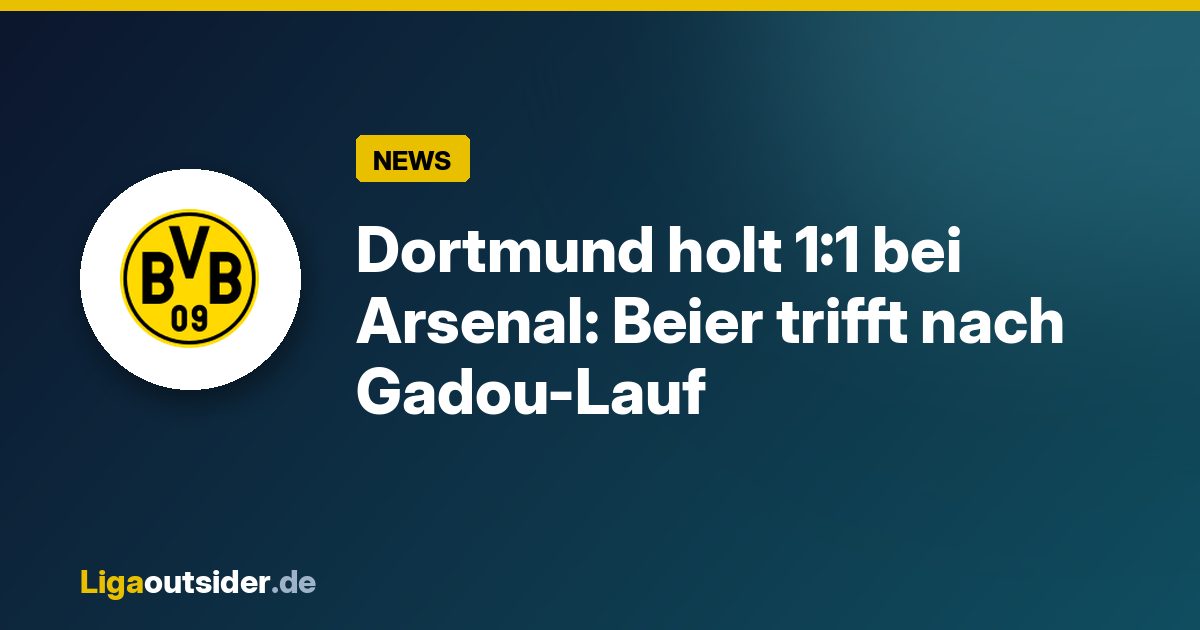 NEWS
Dortmund holt 1:1 bei
Arsenal: Beier trifft nach
Gadou-Lauf
BVB
09
Ligaoutsider.de